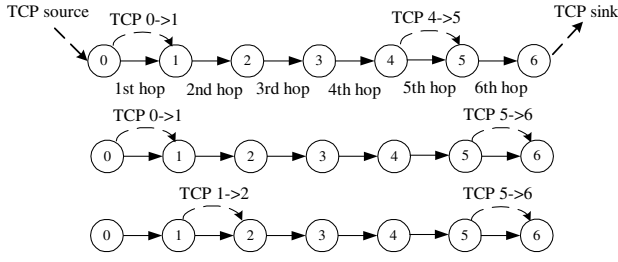 TCP source TCP sink
TCP 0->1 TCP 4->5
0 1 2 3 4 5 6
1st hop 2nd hop 3rd hop 4th hop 5th hop 6th hop
TCP 0->1 TCP 5->6
0 1 2 3 4 5 6
TCP 1->2 TCP 5->6
0 1 2 3 4 5 6